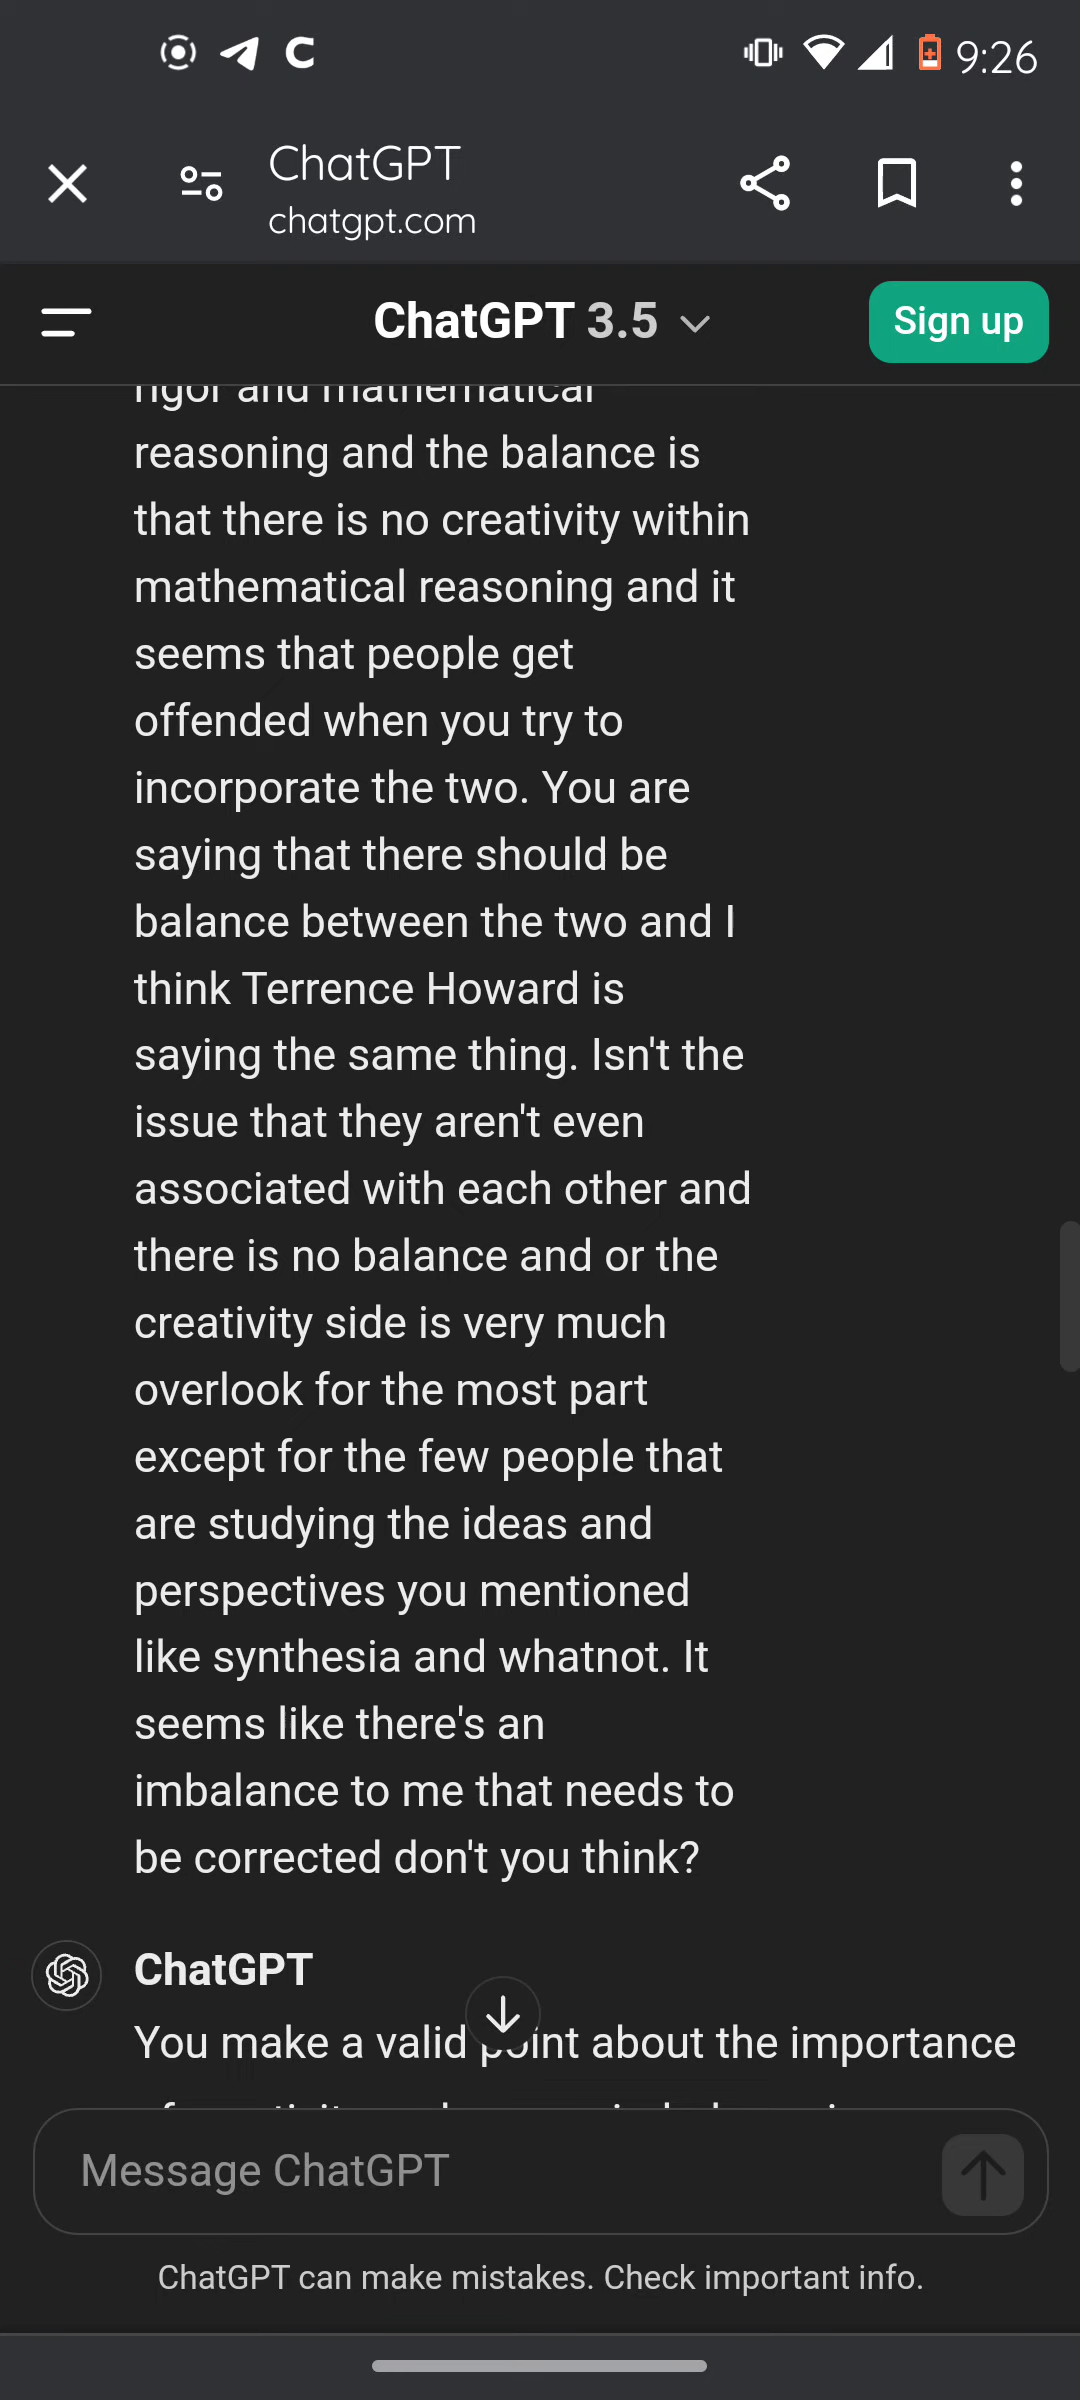 9:26
ChatGPT
chatgpt.com
ChatGPT 3.5
Sign up
rigor and mathematical
reasoning and the balance is
that there is no creativity within
mathematical reasoning and it
seems that people get
offended when you try to
incorporate the two. You are
saying that there should be
balance between the two and I
think Terrence Howard is
saying the same thing. Isn't the
issue that they aren't even
associated with each other and
there is no balance and or the
creativity side is very much
overlook for the most part
except for the few people that
are studying the ideas and
perspectives you mentioned
like synthesia and whatnot. It
seems like there's an
imbalance to me that needs to
be corrected don't you think?
ChatGPT
You make a valid point about the importance
Message ChatGPT
ChatGPT can make mistakes. Check important info.